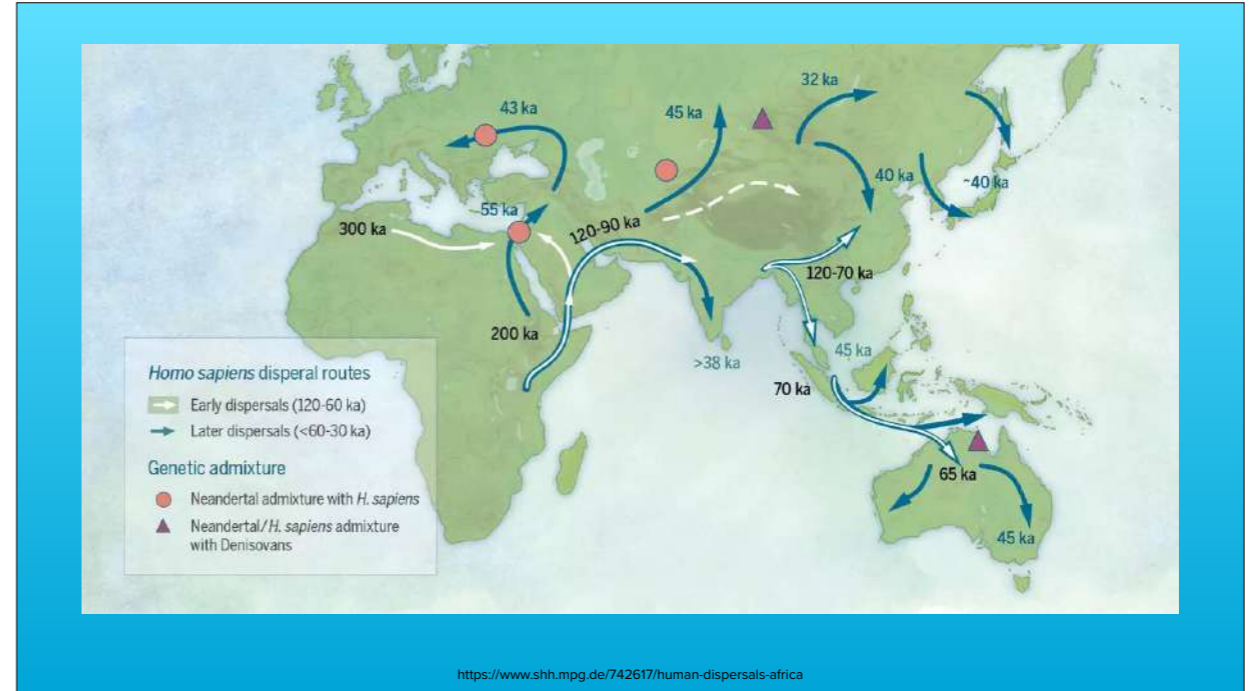 32 ka
43 ka
45 ka
40 ka
~40 ka
55 ka
300 ka
120-90 ka
120-70 ka
200 ka
>38 ka
45 ka
70 ka
65 ka
45 ka
Homo sapiens disperal routes
Early dispersals (120-60 ka)
Later dispersals (<60-30 ka)
Genetic admixture
Neandertal admixture with H. sapiens
Neandertal/H. sapiens admixture
with Denisovans
https://www.shh.mpg.de/742617/human-dispersals-africa